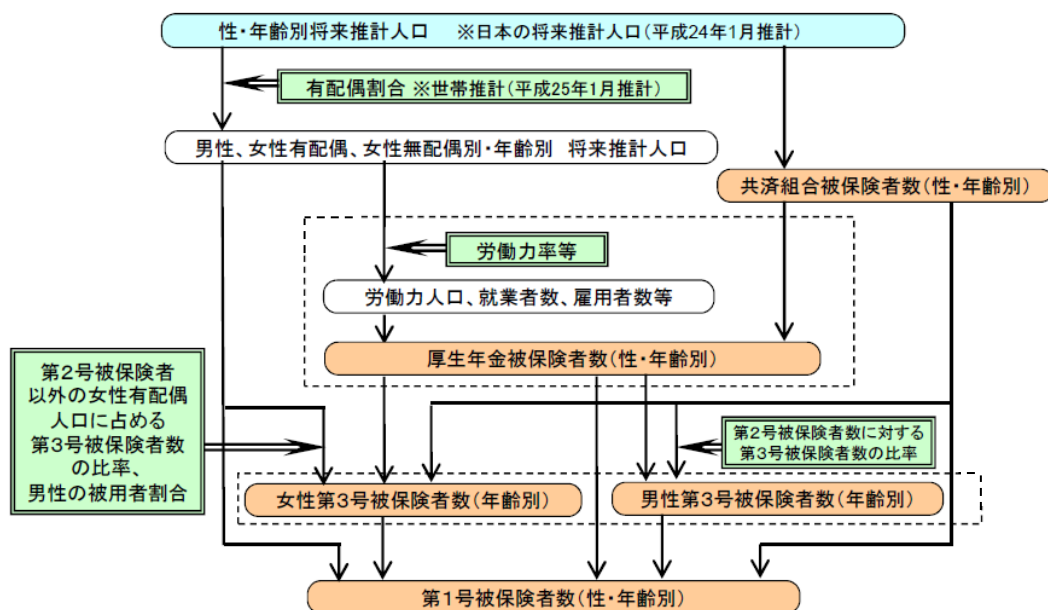 性・年齢別将来推計人口　※日本の将来推計人口(平成24年1月推計)
有配偶割合 ※世帯推計(平成25年1月推計)
男性、女性有配偶、女性無配偶別・年齢別　将来推計人口
共済組合被保険者数(性・年齢別)
労働力率等
労働力人口、就業者数、雇用者数等
厚生年金被保険者数(性・年齢別)
第2号被保険者
以外の女性有配偶
人口に占める
第3号被保険者数
の比率、
男性の被用者割合
第2号被保険者数に対する
第3号被保険者数の比率
女性第3号被保険者数(年齢別)
男性第3号被保険者数(年齢別)
第1号被保険者数(性・年齢別)